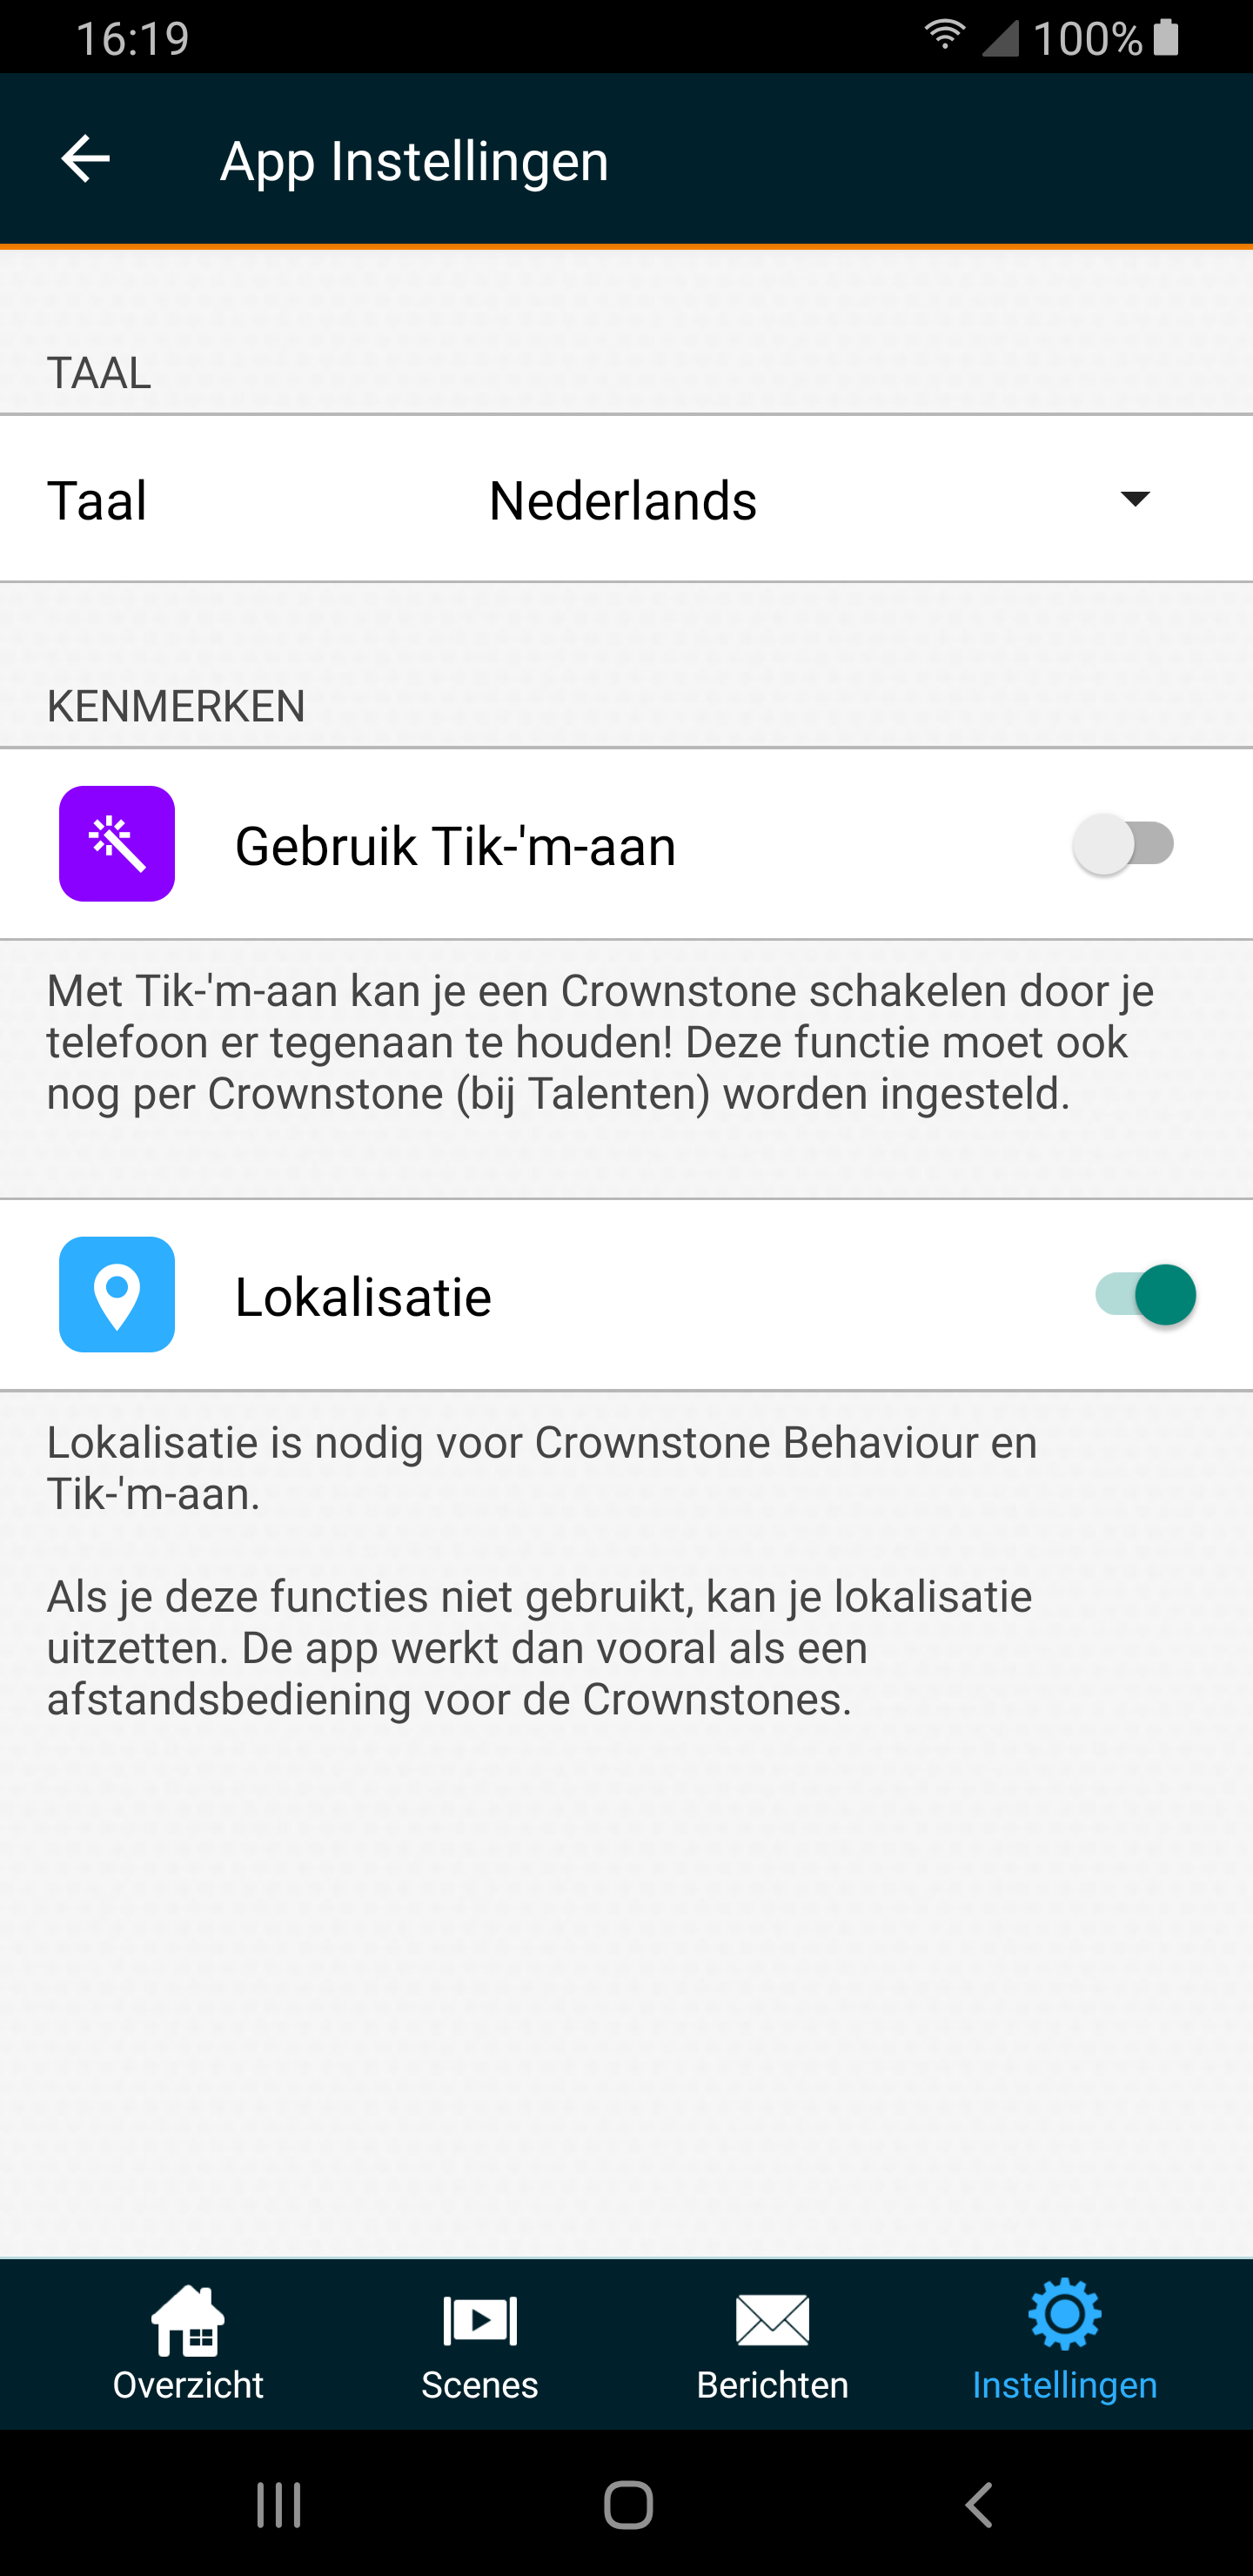 16:19
100%
App Instellingen
TAAL
Taal
Nederlands
KENMERKEN
Gebruik Tik-'m-aan
Met Tik-'m-aan kan je een Crownstone schakelen door je
telefoon er tegenaan te houden! Deze functie moet ook
nog per Crownstone (bij Talenten) worden ingesteld.
Lokalisatie
Lokalisatie is nodig voor Crownstone Behaviour en
Tik-'m-aan.
Als je deze functies niet gebruikt, kan je lokalisatie
uitzetten. De app werkt dan vooral als een
afstandsbediening voor de Crownstones.
Overzicht
Scenes
Berichten
Instellingen